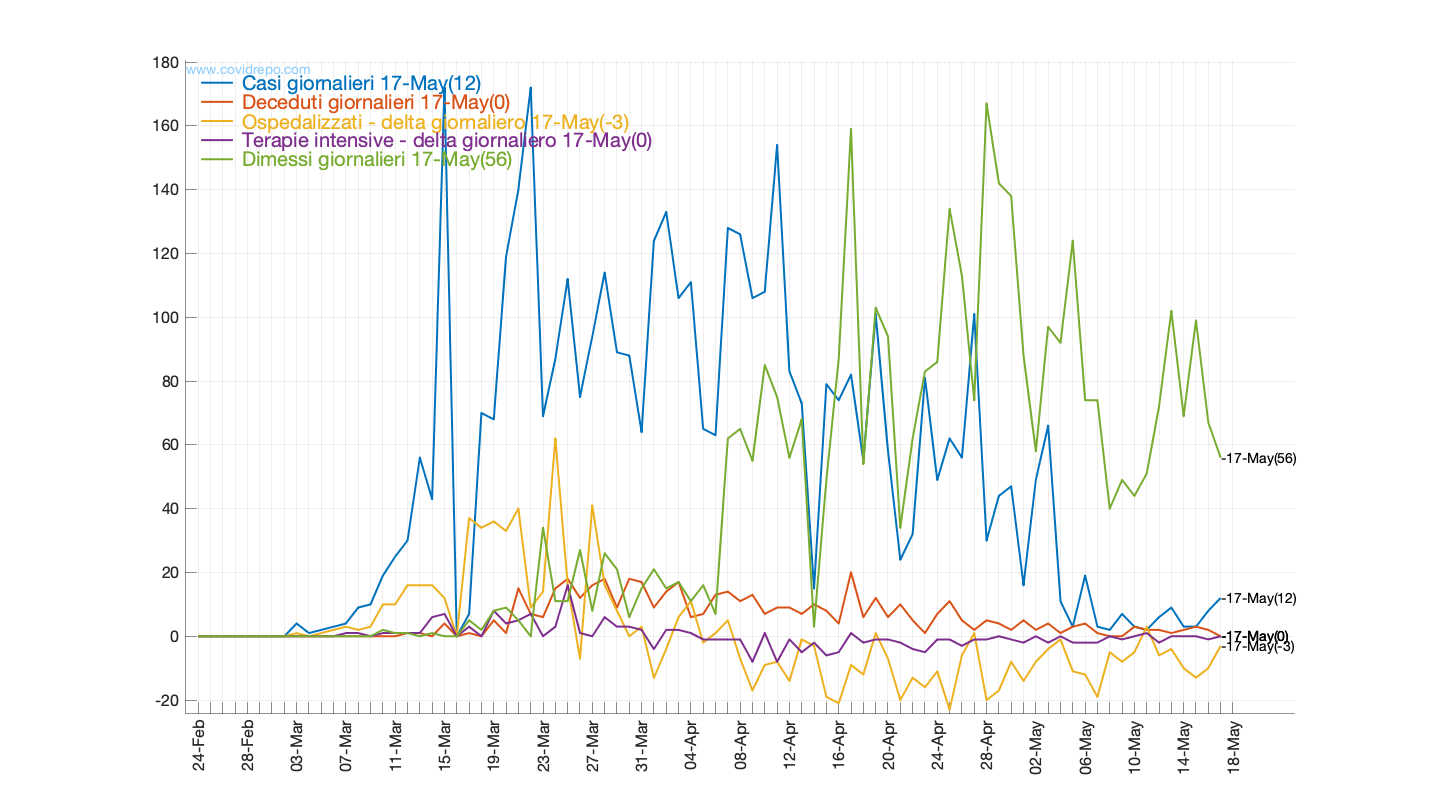 180
www.covidrepo.com
Casi giornalieri 17-May(12)
Deceduti giornalieri 17-May(0)
Ospedalizzati - delta giornaliero 17-May(-3)
Terapie intensive - delta giornaliero 17-May(0)
Dimessi giornalieri 17-May(56)
160
140
120
100
80
60
40
20
0
-20
-17-May(56)
-17-May(12)
-17-May(0)
-17-May(0)
-17-May(-3)
24-Feb
28-Feb
03-Mar
07-Mar
11-Mar
15-Mar
19-Mar
23-Mar
27-Mar
31-Mar
04-Apr
08-Apr
12-Apr
16-Apr
20-Apr
24-Apr
28-Apr
02-May
06-May
10-May
14-May
18-May